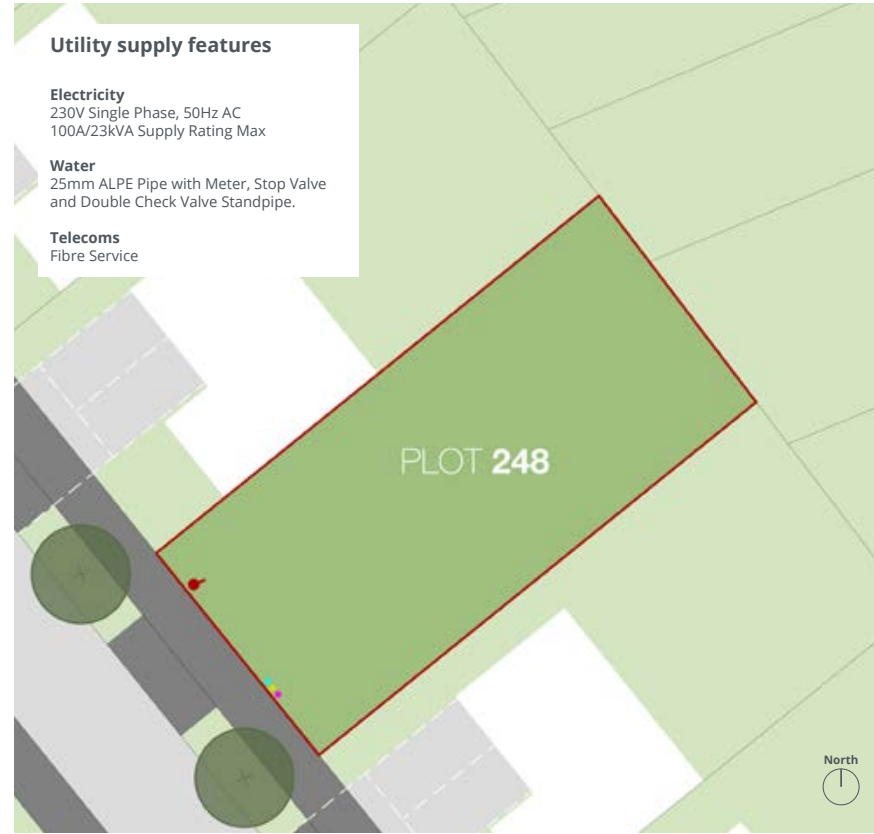 Utility supply features
Electricity
230V Single Phase, 50Hz AC
100A/23kVA Supply Rating Max
Water
25mm ALPE Pipe with Meter, Stop Valve
and Double Check Valve Standpipe.
Telecoms
Fibre Service
PLOT 248
North